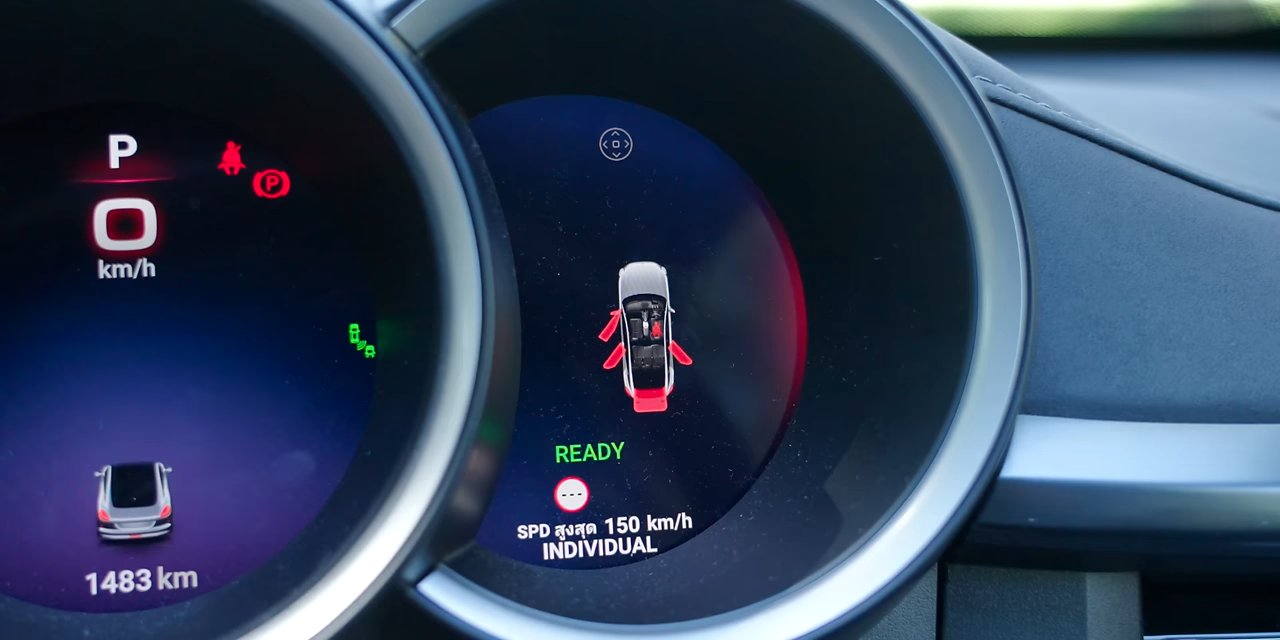 P
0
km/h
P
1483 km
READY
---
SPD สูงสุด 150 km/h
INDIVIDUAL